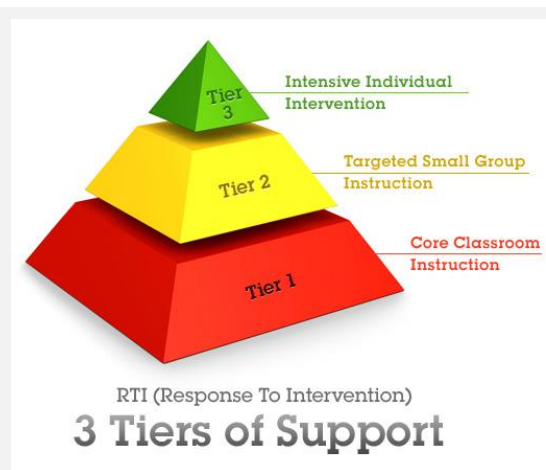 Tier
3
Intensive Individual
Intervention
Tier 2
Targeted Small Group
Instruction
Tier 1
Core Classroom
Instruction
RTI (Response To Intervention)
3 Tiers of Support